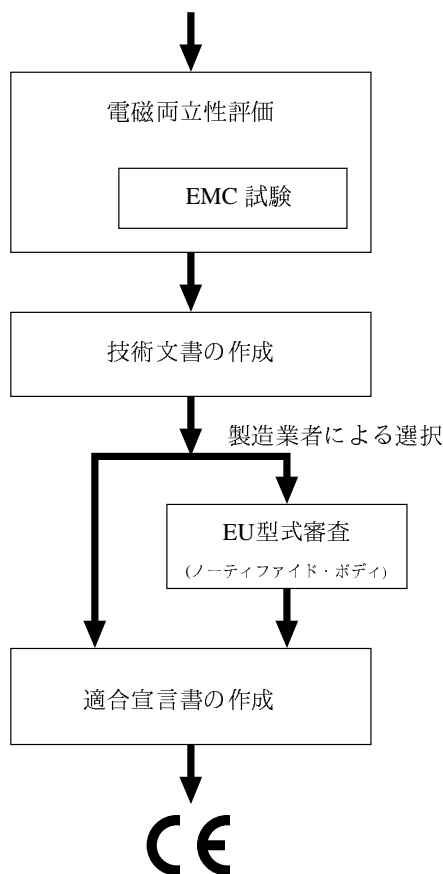 電磁両立性評価
EMC 試験
技術文書の作成
製造業者による選択
EU型式審査
(ノーティファイド・ボディ)
適合宣言書の作成
CE